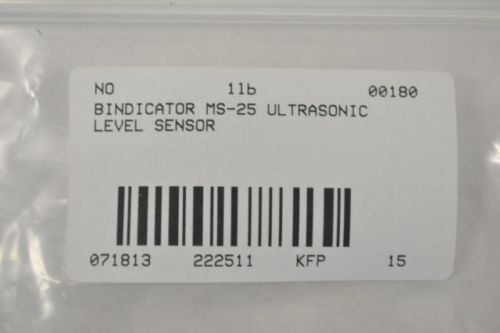 NO 1lb 00180
BINDICATOR MS-25 ULTRASONIC
LEVEL SENSOR
071813 222511 KFP 15